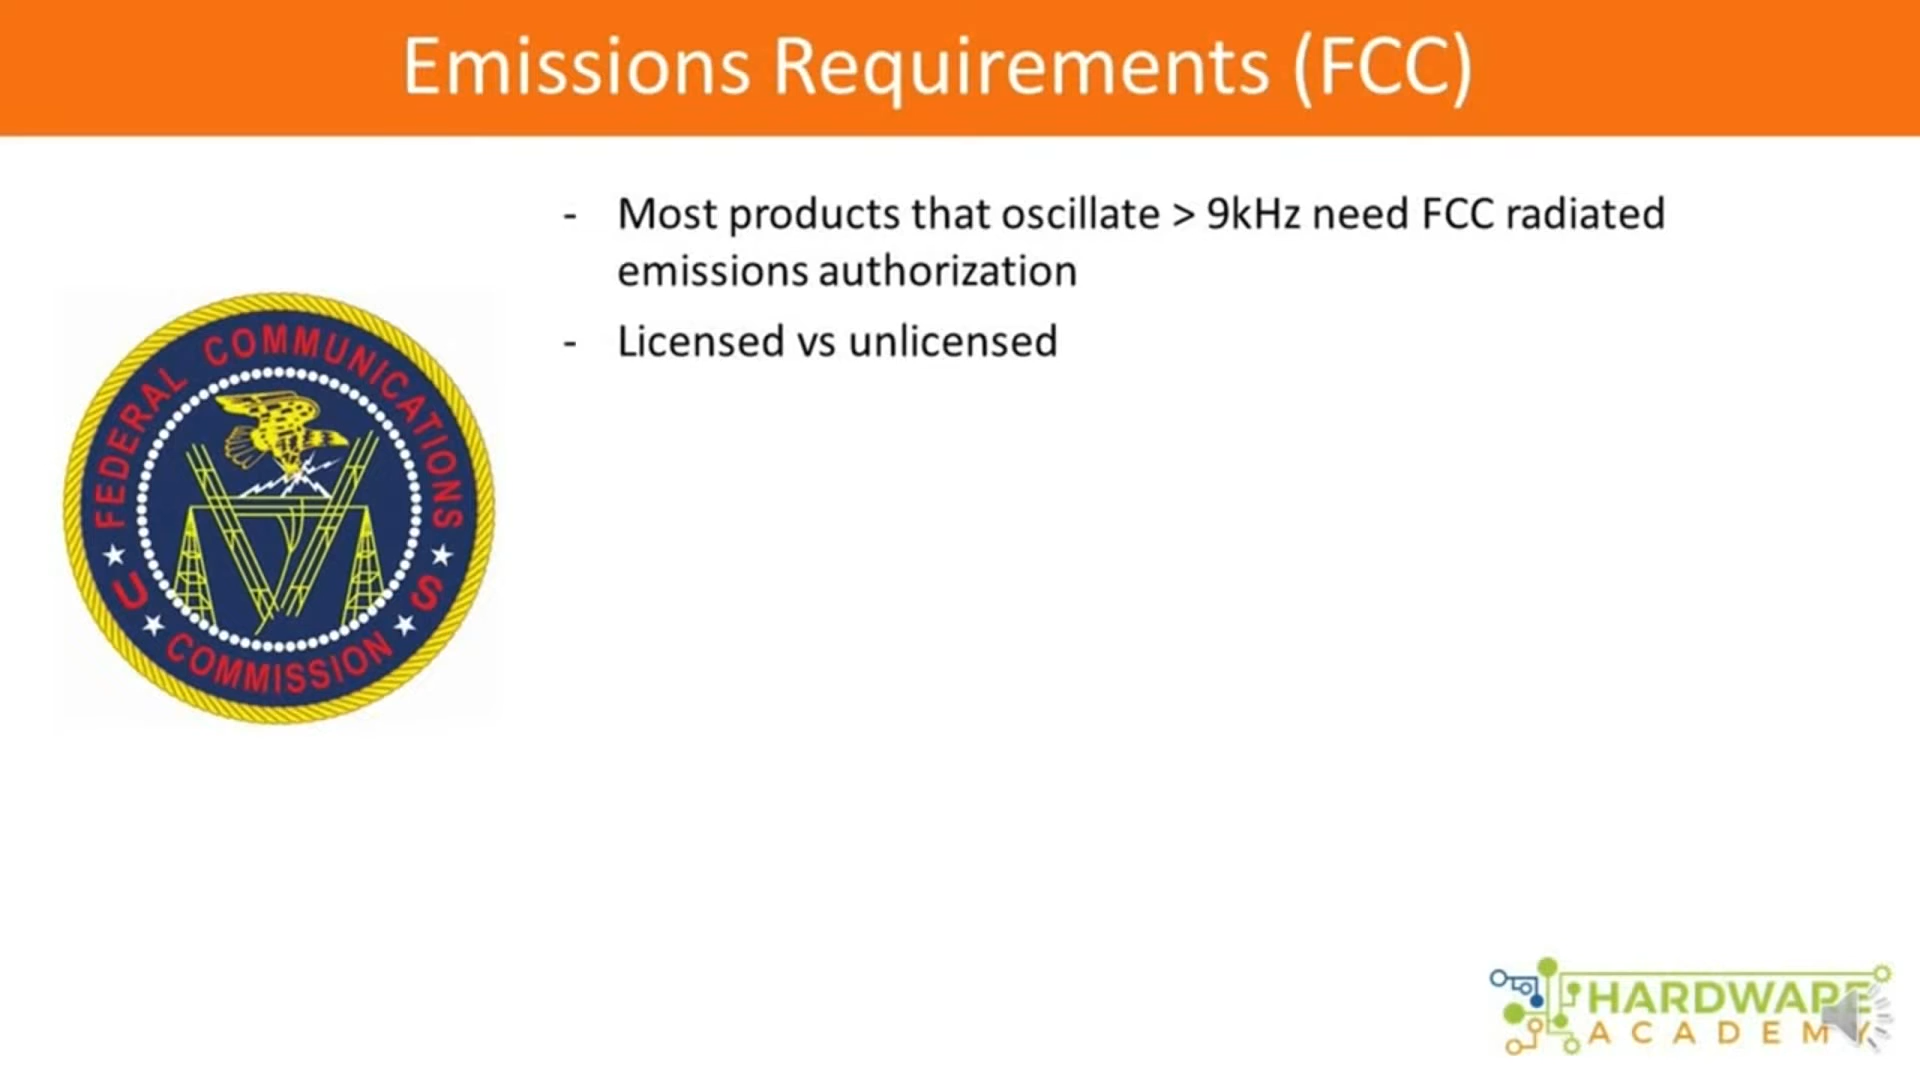 Emissions Requirements (FCC)
- Most products that oscillate > 9kHz need FCC radiated
emissions authorization
- Licensed vs unlicensed
FEDERAL COMMUNICATIONS
U S
COMMISSION
HARDWARE
ACADEMY